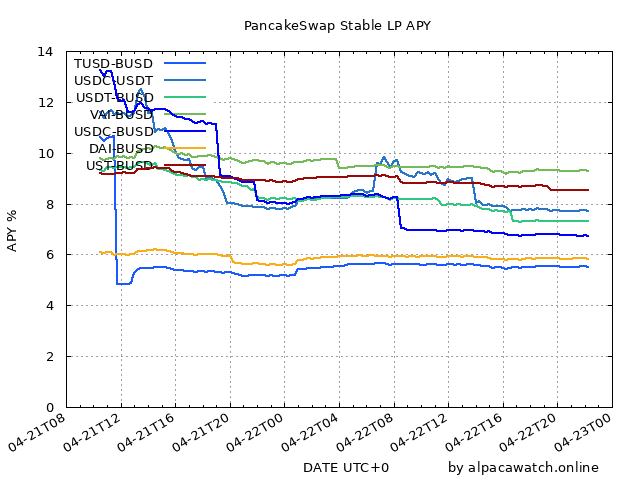 PancakeSwap Stable LP APY
14
12
10
8
6
4
2
0
APY %
TUSD-BUSD
USDC-USDT
USDT-BUSD
VAI-BUSD
USDC-BUSD
DAI-BUSD
UST-BUSD
04-21T08
04-21T12
04-21T16
04-21T20
04-22T00
04-22T04
04-22T08
04-22T12
04-22T16
04-22T20
04-23T00
DATE UTC+0
by alpacawatch.online